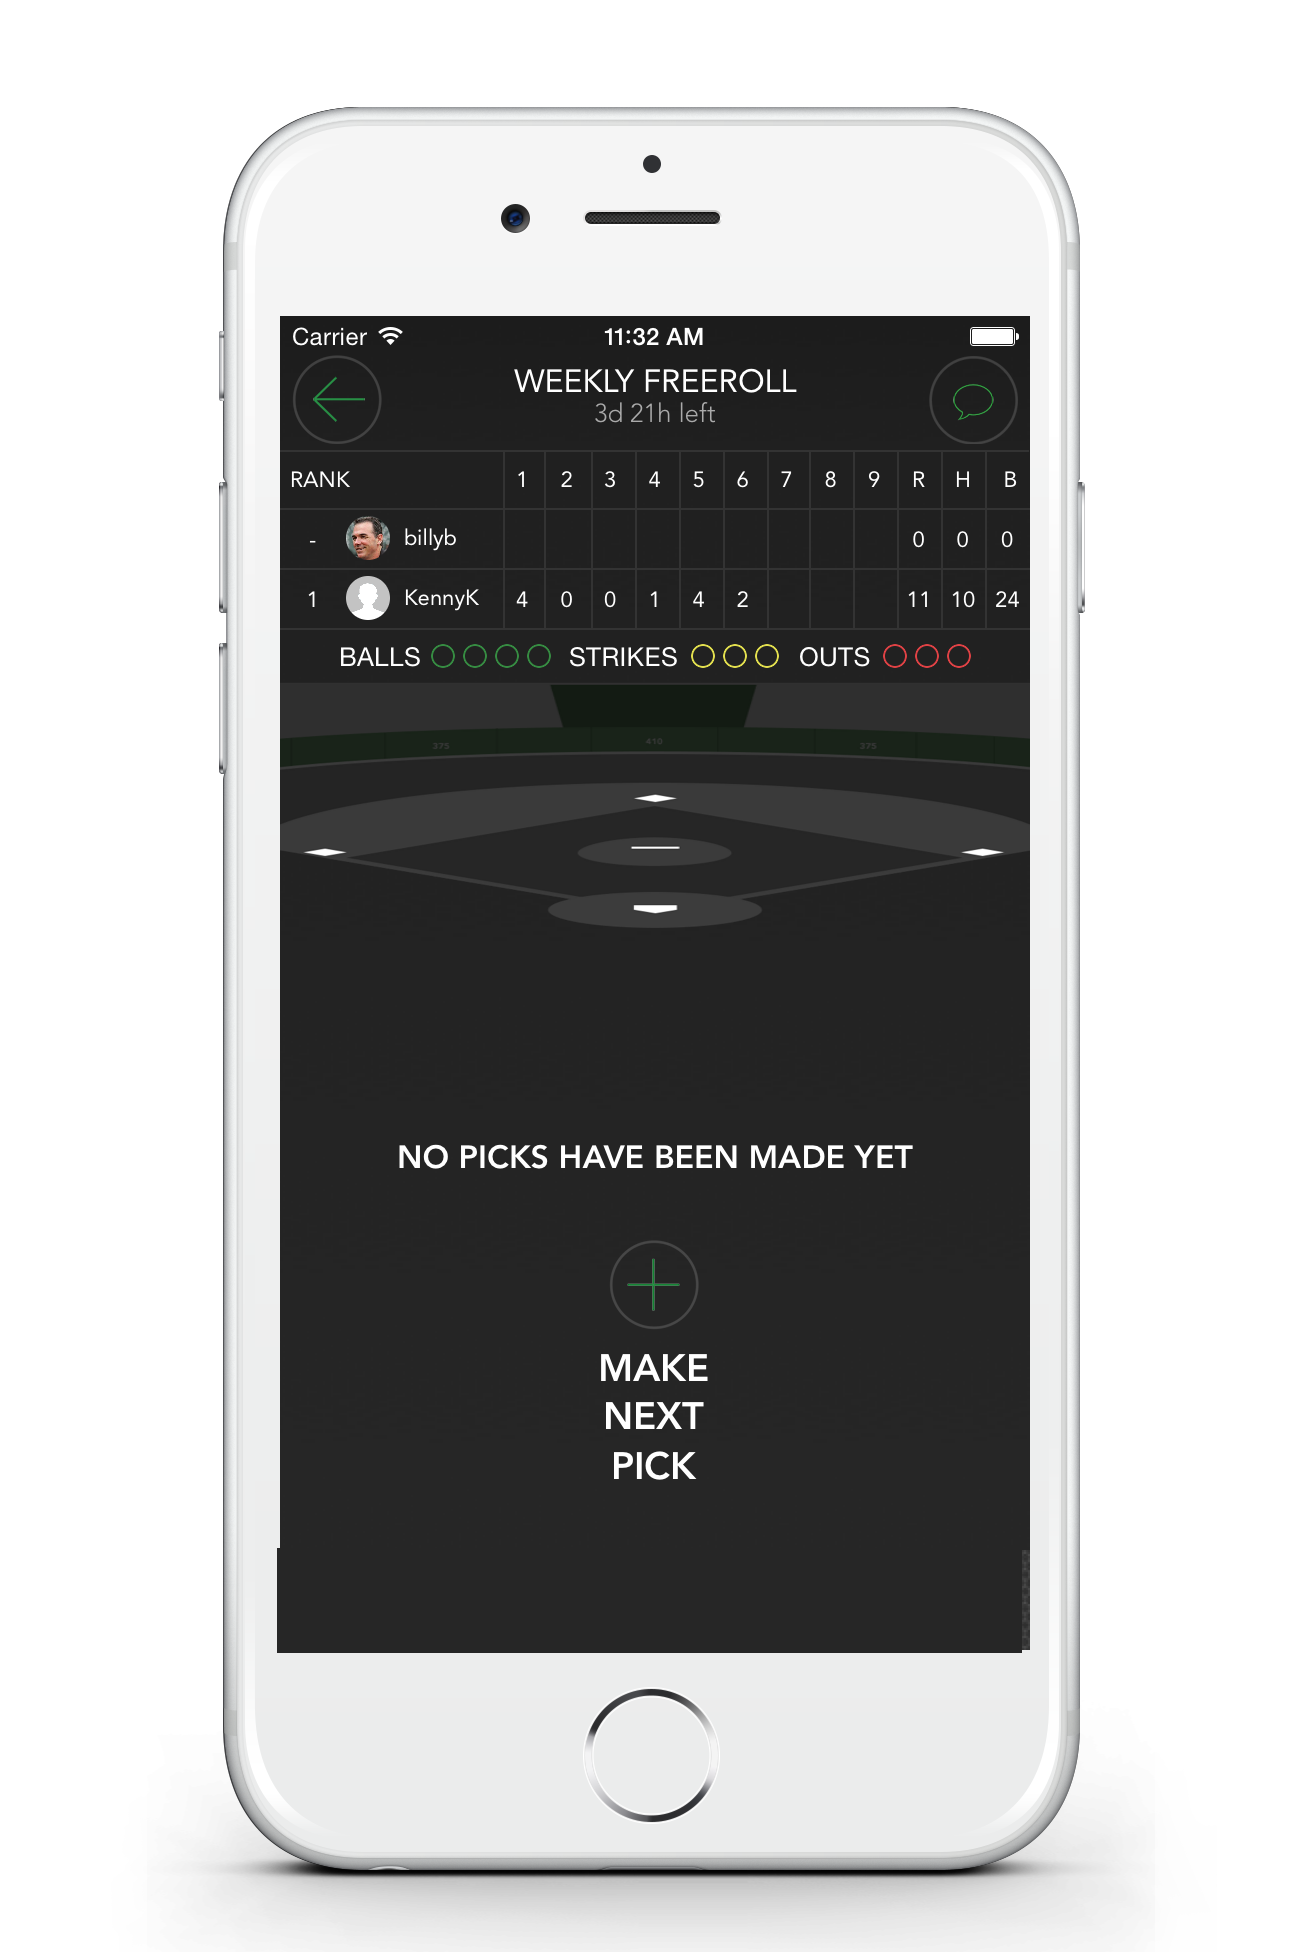 Carrier 11:32 AM
WEEKLY FREEROLL
3d 21h left
RANK 1 2 3 4 5 6 7 8 9 R H B
- billyb 0 0 0
1 KennyK 4 0 0 1 4 2 11 10 24
BALLS STRIKES OUTS
375 410 375
NO PICKS HAVE BEEN MADE YET
MAKE
NEXT
PICK